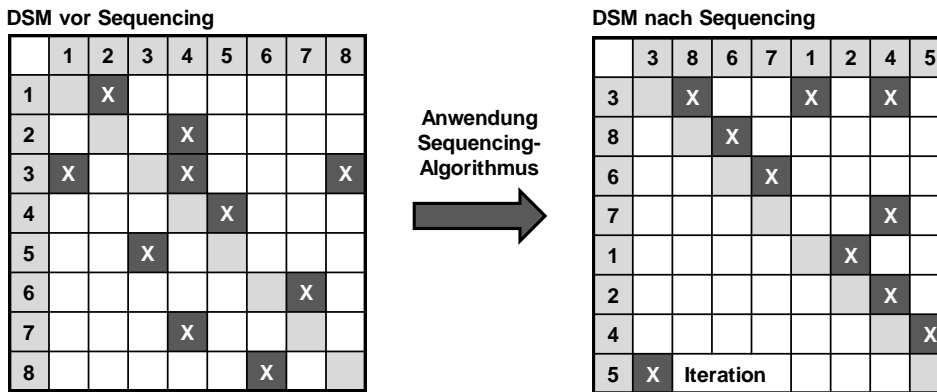 DSM vor Sequencing
1 2 3 4 5 6 7 8
1 X
2 X
3 X X X
4 X
5 X
6 X
7 X
8 X
Anwendung
Sequencing-
Algorithmus
DSM nach Sequencing
3 8 6 7 1 2 4 5
3 X X X
8 X
6 X
7 X
1 X
2 X
4 X
5 X Iteration